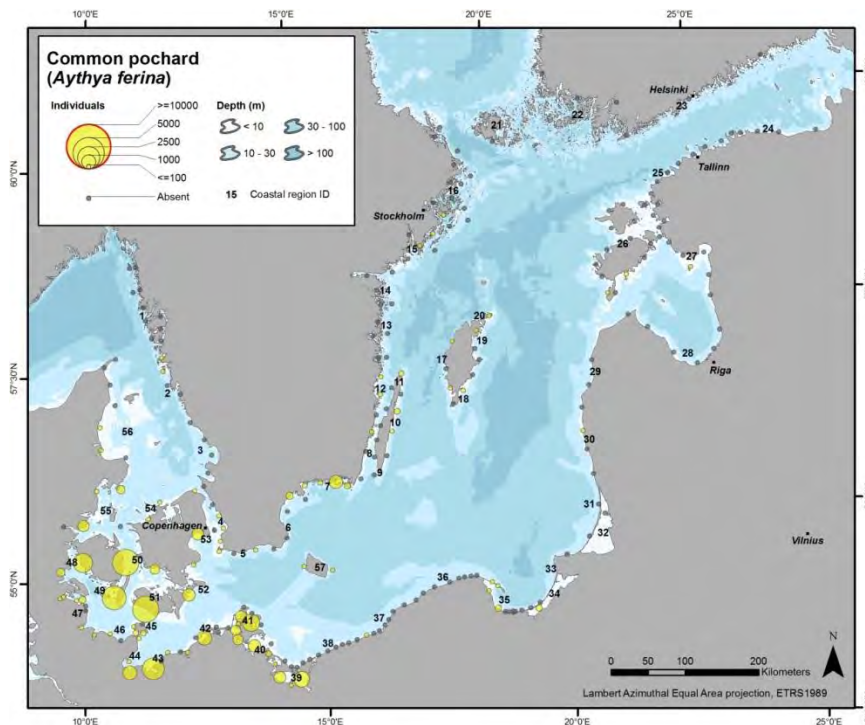 10°0'E
15°0'E
20°0'E
25°0'E
Common pochard
(Aythya ferina)
Individuals
>=10000
5000
2500
1000
<=100
Absent
Depth (m)
< 10
30 - 100
10 - 30
> 100
15 Coastal region ID
60°0'N
57°30'N
55°0'N
Helsinki
23
21
22
24
Tallinn
25
16
Stockholm
26
15
27
14
1
20
13
19
17
28
Riga
29
2
12
11
18
10
56
30
3
8
7
9
55
54
4
31
Copenhagen
6
53
32
5
Vilnius
48
50
57
33
36
49
52
34
35
51
47
37
46
45
42
41
38
44
43
40
39
N
0
50
100
200
Kilometers
Lambert Azimuthal Equal Area projection, ETRS1989
10°0'E
15°0'E
20°0'E
25°0'E